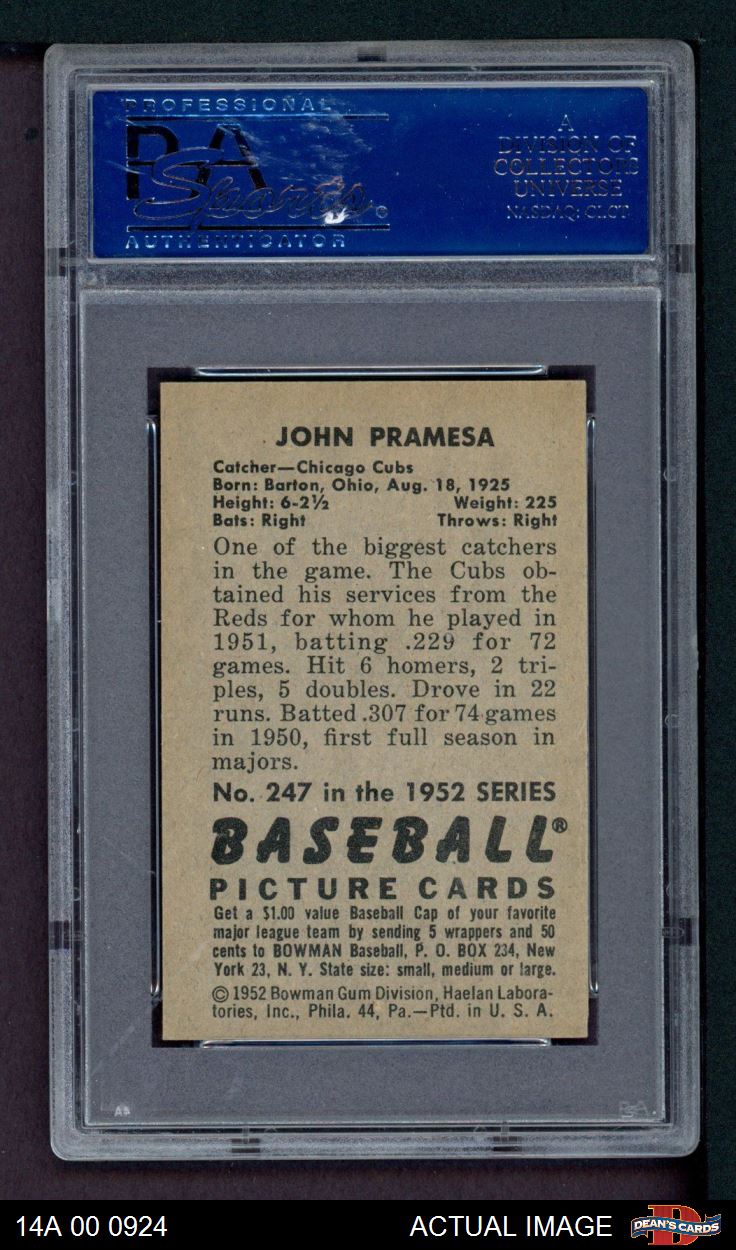 PROFESSIONAL
PSA
Sports
AUTHENTICATOR
A
DIVISION OF
COLLECTORS
UNIVERSE
NASDAQ: CLCT
JOHN PRAMESA
Catcher—Chicago Cubs
Born: Barton, Ohio, Aug. 18, 1925
Height: 6-2½ Weight: 225
Bats: Right Throws: Right
One of the biggest catchers
in the game. The Cubs ob-
tained his services from the
Reds for whom he played in
1951, batting .229 for 72
games. Hit 6 homers, 2 tri-
ples, 5 doubles. Drove in 22
runs. Batted .307 for 74 games
in 1950, first full season in
majors.
No. 247 in the 1952 SERIES
BASEBALL®
PICTURE CARDS
Get a $1.00 value Baseball Cap of your favorite
major league team by sending 5 wrappers and 50
cents to BOWMAN Baseball, P. O. BOX 234, New
York 23, N. Y. State size: small, medium or large.
© 1952 Bowman Gum Division, Haelan Labora-
tories, Inc., Phila. 44, Pa.—Ptd. in U. S. A.
PSA
14A 00 0924 ACTUAL IMAGE DEAN'S CARDS